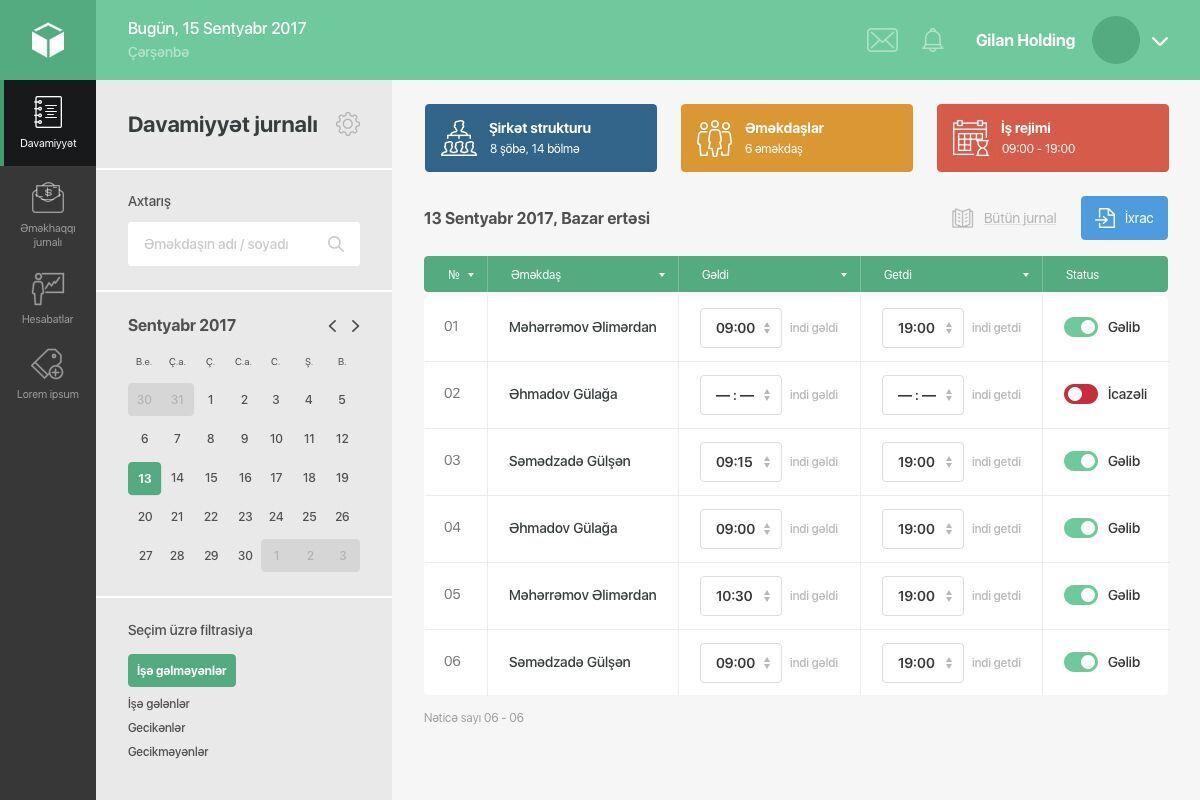 Bugün, 15 Sentyabr 2017
Çərşənbə
Gilan Holding
Davamiyyət
Əməkhaqqı
jurnalı
Hesabatlar
Lorem ipsum
Davamiyyət jurnalı
Axtarış
Əməkdaşın adı / soyadı
Sentyabr 2017
B.e. Ç.a. Ç. C.a. C. Ş. B.
30 31 1 2 3 4 5
6 7 8 9 10 11 12
13 14 15 16 17 18 19
20 21 22 23 24 25 26
27 28 29 30 1 2 3
Seçim üzrə filtrasiya
İşə gəlməyənlər
İşə gələnlər
Gecikənlər
Gecikməyənlər
Şirkət strukturu
8 şöbə, 14 bölmə
Əməkdaşlar
6 əməkdaş
İş rejimi
09:00 - 19:00
13 Sentyabr 2017, Bazar ertəsi
Bütün jurnal
İxrac
№ Əməkdaş Gəldi Getdi Status
01 Məhərrəmov Əlimərdan 09:00 indi gəldi 19:00 indi getdi Gəlib
02 Əhmadov Gülağa — : — indi gəldi — : — indi getdi İcazəli
03 Səmədzadə Gülşən 09:15 indi gəldi 19:00 indi getdi Gəlib
04 Əhmadov Gülağa 09:00 indi gəldi 19:00 indi getdi Gəlib
05 Məhərrəmov Əlimərdan 10:30 indi gəldi 19:00 indi getdi Gəlib
06 Səmədzadə Gülşən 09:00 indi gəldi 19:00 indi getdi Gəlib
Nəticə sayı 06 - 06